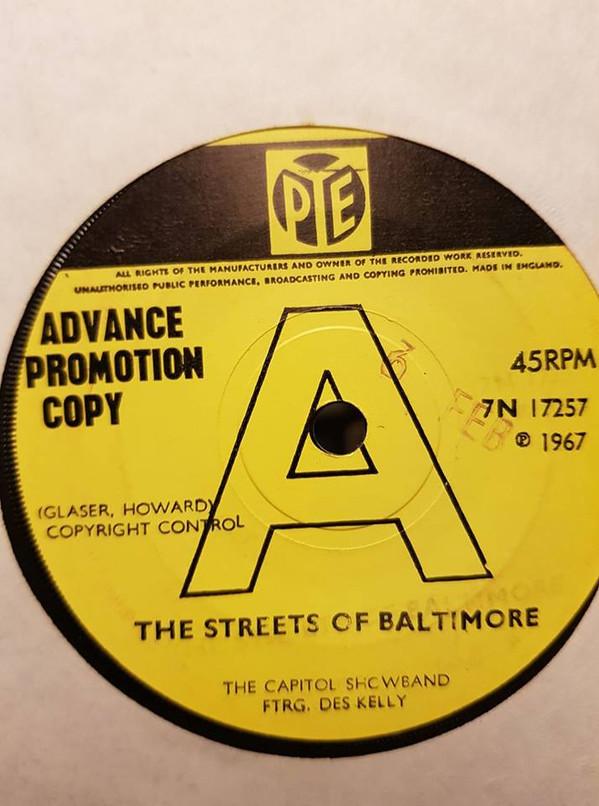 PYE
ALL RIGHTS OF THE MANUFACTURERS AND OWNER OF THE RECORDED WORK RESERVED.
UNAUTHORISED PUBLIC PERFORMANCE, BROADCASTING AND COPYING PROHIBITED. MADE IN ENGLAND.
ADVANCE
PROMOTION
COPY
A
3
FEB
45RPM
7N 17257
℗ 1967
(GLASER, HOWARD)
COPYRIGHT CONTROL
THE STREETS OF BALTIMORE
THE CAPITOL SHOWBAND
FTRG. DES KELLY